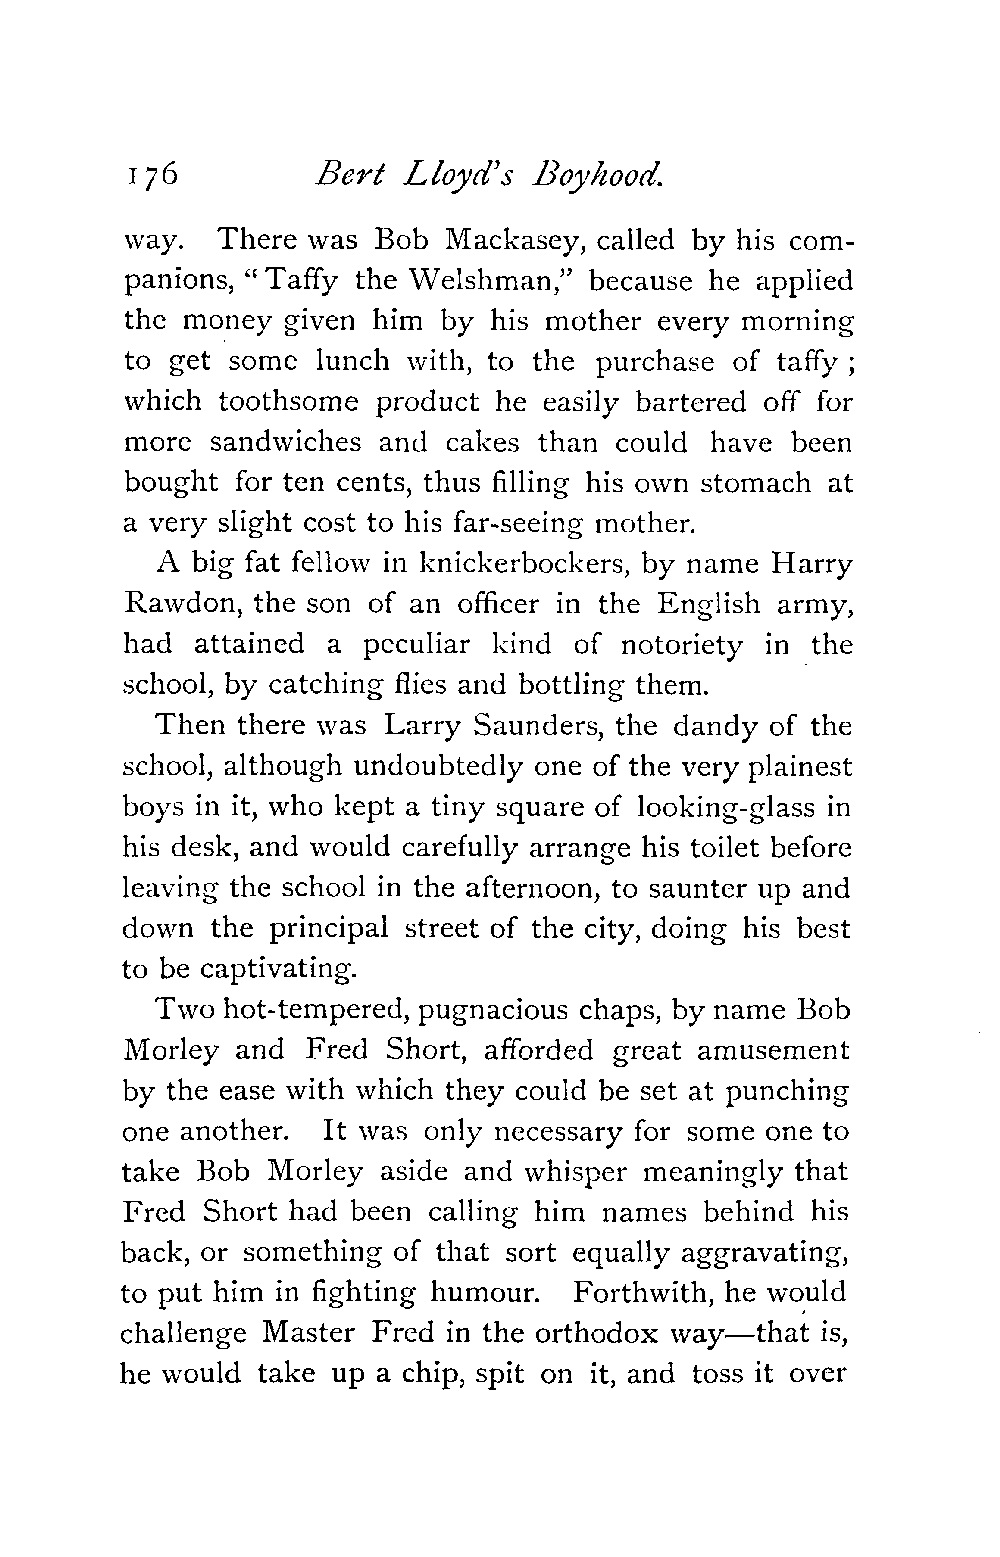 176 Bert Lloyd's Boyhood.
way. There was Bob Mackasey, called by his com-
panions, "Taffy the Welshman," because he applied
the money given him by his mother every morning
to get some lunch with, to the purchase of taffy ;
which toothsome product he easily bartered off for
more sandwiches and cakes than could have been
bought for ten cents, thus filling his own stomach at
a very slight cost to his far-seeing mother.
A big fat fellow in knickerbockers, by name Harry
Rawdon, the son of an officer in the English army,
had attained a peculiar kind of notoriety in the
school, by catching flies and bottling them.
Then there was Larry Saunders, the dandy of the
school, although undoubtedly one of the very plainest
boys in it, who kept a tiny square of looking-glass in
his desk, and would carefully arrange his toilet before
leaving the school in the afternoon, to saunter up and
down the principal street of the city, doing his best
to be captivating.
Two hot-tempered, pugnacious chaps, by name Bob
Morley and Fred Short, afforded great amusement
by the ease with which they could be set at punching
one another. It was only necessary for some one to
take Bob Morley aside and whisper meaningly that
Fred Short had been calling him names behind his
back, or something of that sort equally aggravating,
to put him in fighting humour. Forthwith, he would
challenge Master Fred in the orthodox way—that is,
he would take up a chip, spit on it, and toss it over